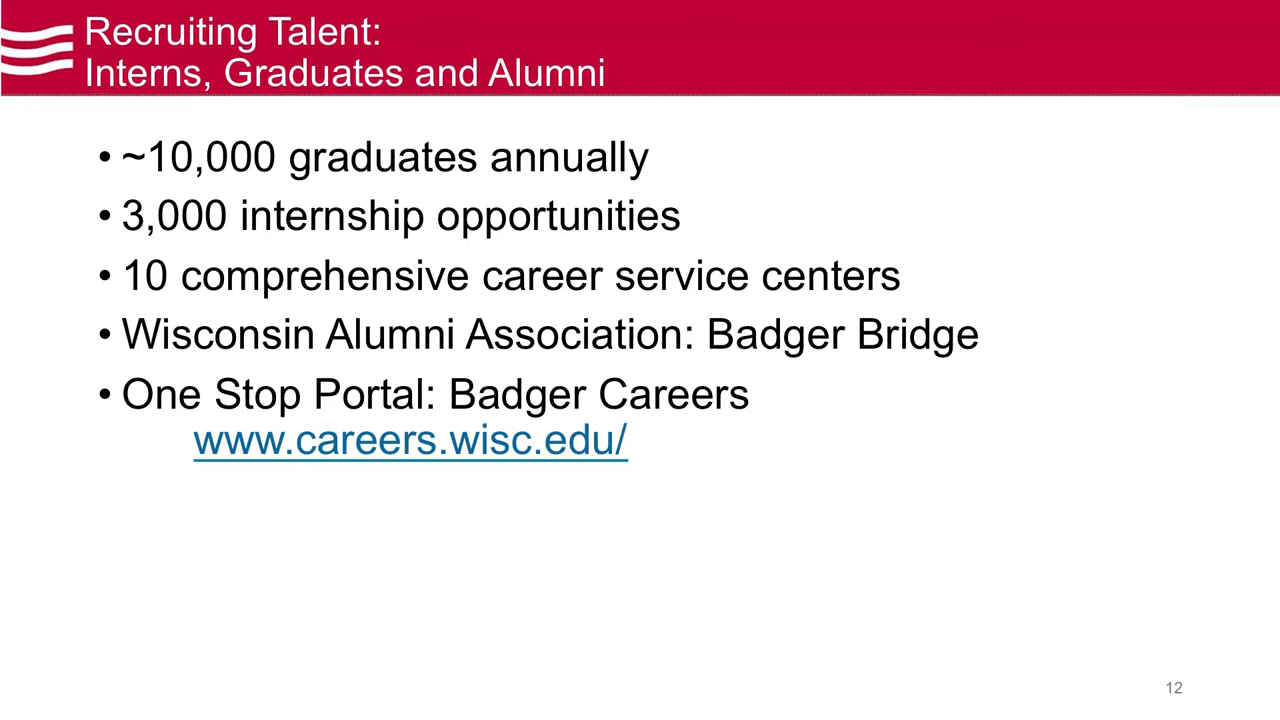 Recruiting Talent:
Interns, Graduates and Alumni
• ~10,000 graduates annually
• 3,000 internship opportunities
• 10 comprehensive career service centers
• Wisconsin Alumni Association: Badger Bridge
• One Stop Portal: Badger Careers
www.careers.wisc.edu/
12